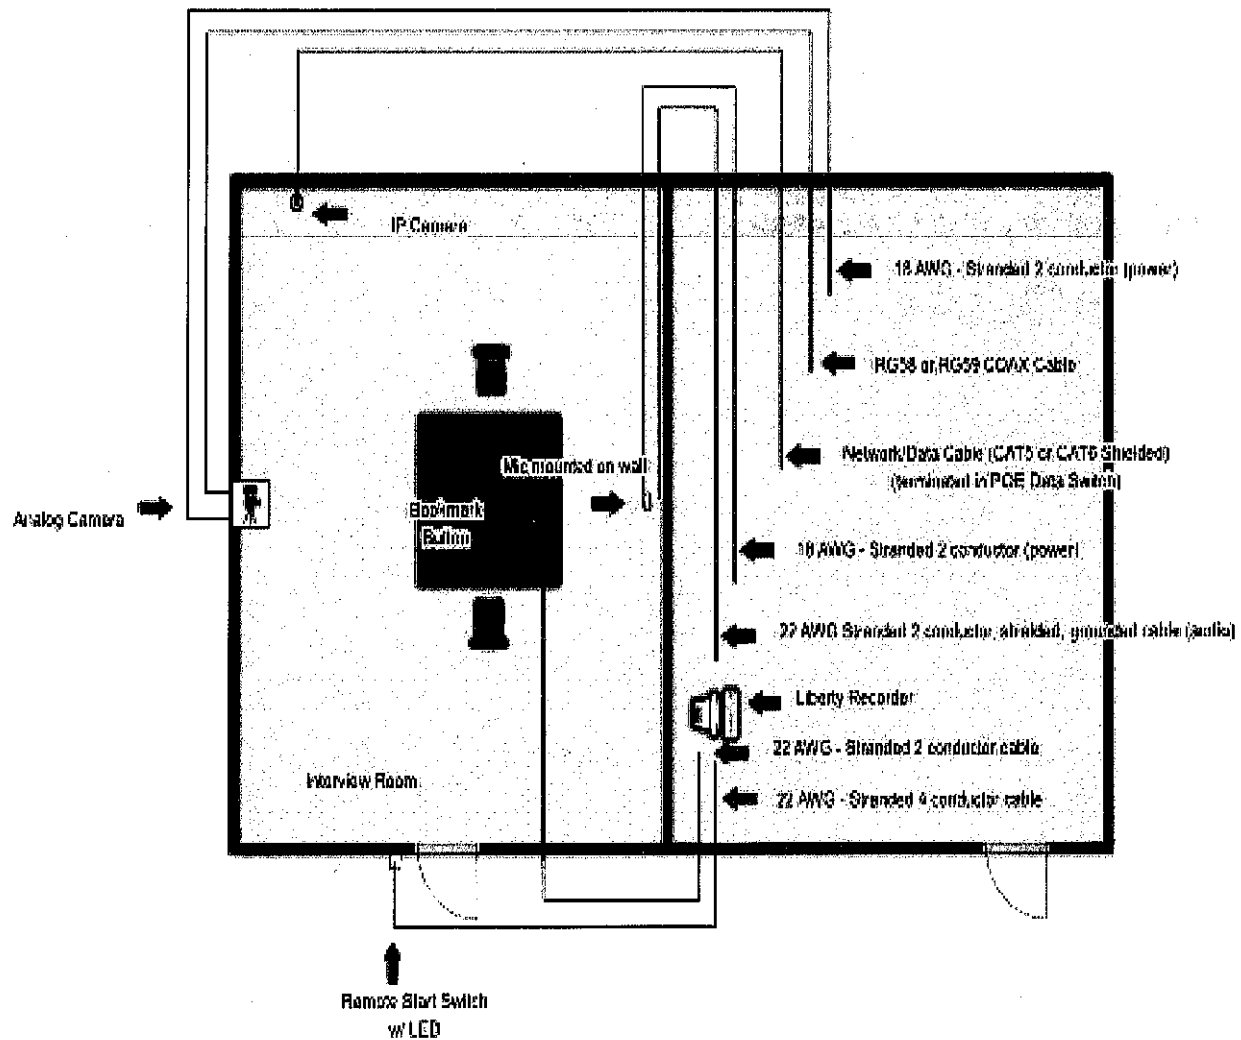 IP Camera
18 AWG - Stranded 2 conductor (power)
RG58 or RG59 COAX Cable
Mic mounted on wall
Network/Data Cable (CAT5 or CAT6 Shielded)
(terminated in POE Data Switch)
Analog Camera
Bookmark
Button
18 AWG - Stranded 2 conductor (power)
22 AWG Stranded 2 conductor, shielded, grounded cable (audio)
Liberty Recorder
22 AWG - Stranded 2 conductor cable
Interview Room
22 AWG - Stranded 4 conductor cable
Remote Start Switch
w/ LED